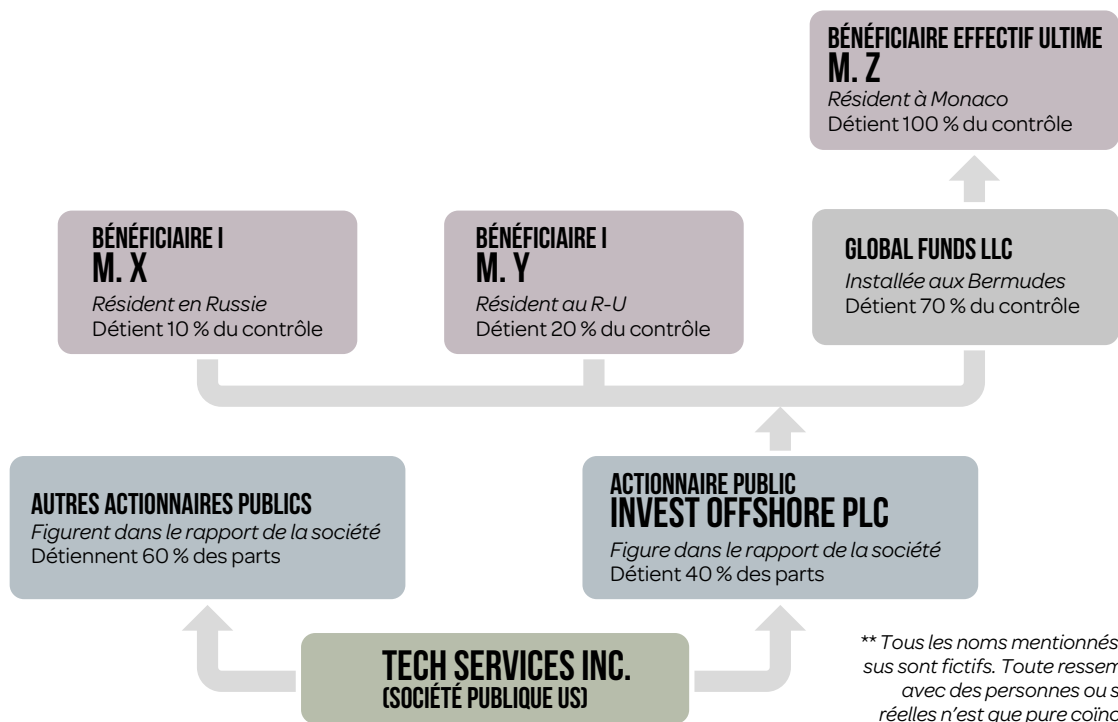 BÉNÉFICIAIRE EFFECTIF ULTIME
M. Z
Résident à Monaco
Détient 100 % du contrôle
BÉNÉFICIAIRE I
M. X
Résident en Russie
Détient 10 % du contrôle
BÉNÉFICIAIRE I
M. Y
Résident au R-U
Détient 20 % du contrôle
GLOBAL FUNDS LLC
Installée aux Bermudes
Détient 70 % du contrôle
AUTRES ACTIONNAIRES PUBLICS
Figurent dans le rapport de la société
Détiennent 60 % des parts
ACTIONNAIRE PUBLIC
INVEST OFFSHORE PLC
Figure dans le rapport de la société
Détient 40 % des parts
TECH SERVICES INC.
(SOCIÉTÉ PUBLIQUE US)
** Tous les noms mentionnés
sus sont fictifs. Toute ressem
avec des personnes ou s
réelles n'est que pure coïnc